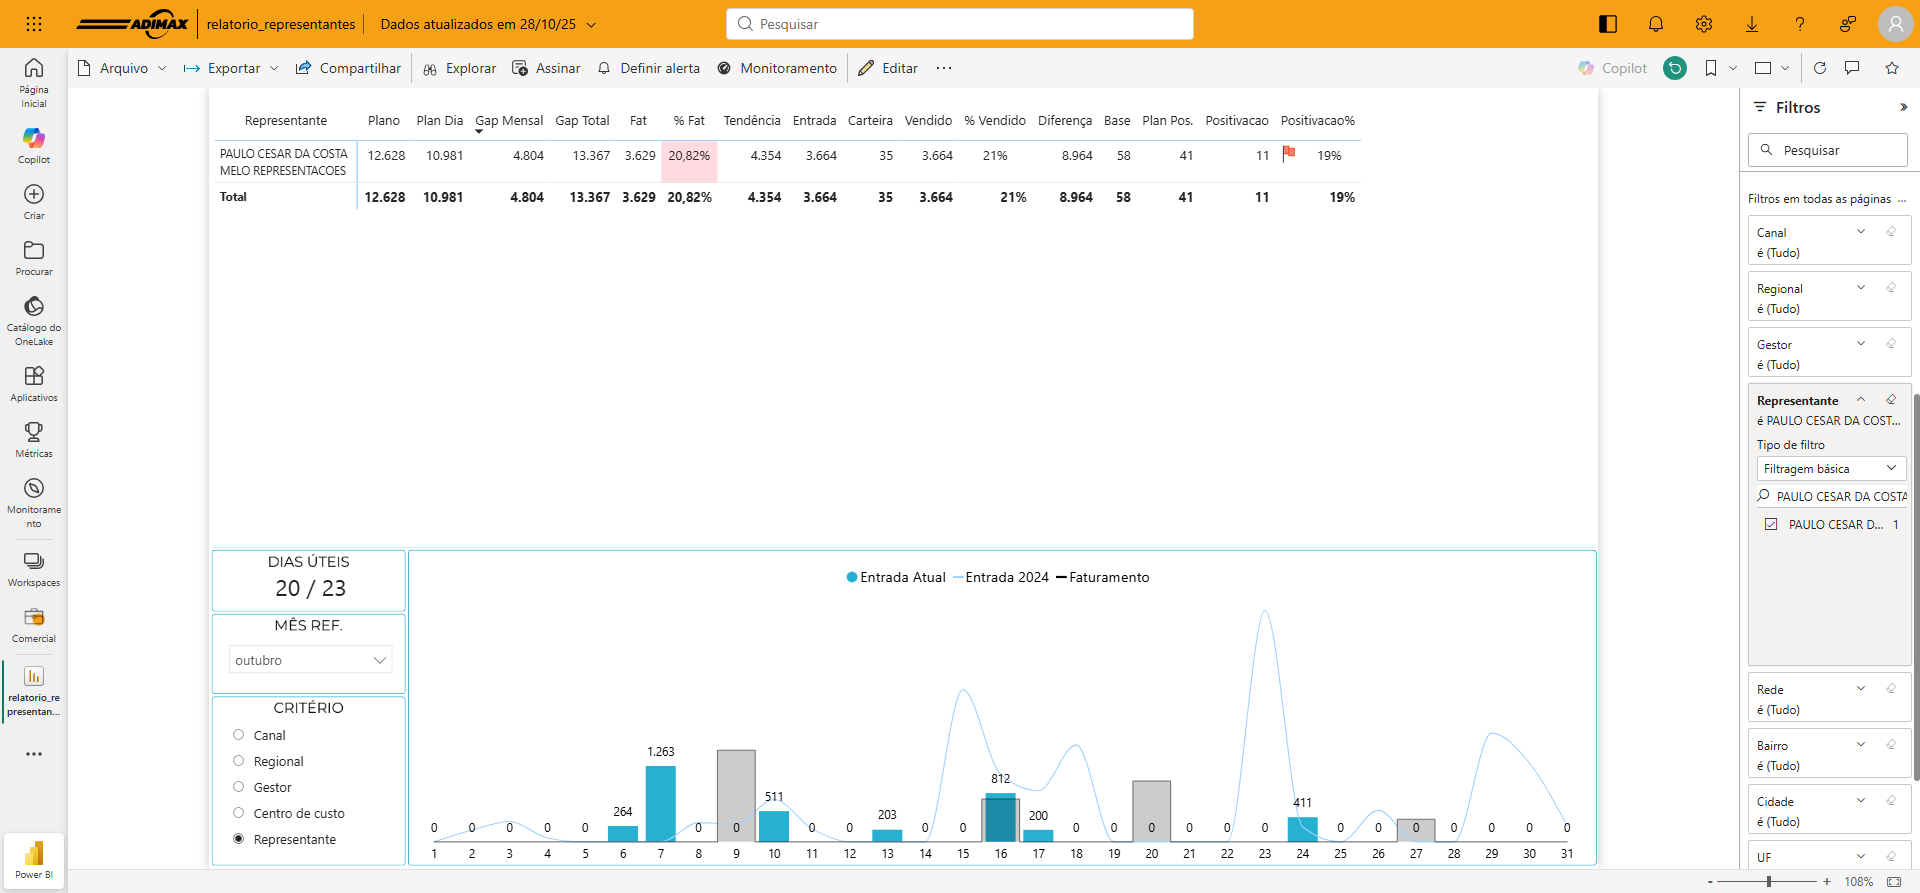 ADIMAX
relatorio_representantes
Dados atualizados em 28/10/25
Pesquisar
Arquivo
Exportar
Compartilhar
Explorar
Assinar
Definir alerta
Monitoramento
Editar
Copilot
Página
Inicial
Copilot
Criar
Procurar
Catálogo do
OneLake
Aplicativos
Métricas
Monitorame
nto
Workspaces
Comercial
relatorio_re
presentan...
Power BI
Representante Plano Plan Dia Gap Mensal Gap Total Fat % Fat Tendência Entrada Carteira Vendido % Vendido Diferença Base Plan Pos. Positivacao Positivacao%
PAULO CESAR DA COSTA
MELO REPRESENTACOES
12.628 10.981 4.804 13.367 3.629 20,82% 4.354 3.664 35 3.664 21% 8.964 58 41 11 19%
Total 12.628 10.981 4.804 13.367 3.629 20,82% 4.354 3.664 35 3.664 21% 8.964 58 41 11 19%
DIAS ÚTEIS
20 / 23
MÊS REF.
outubro
CRITÉRIO
Canal
Regional
Gestor
Centro de custo
Representante
Entrada Atual Entrada 2024 Faturamento
0 0 0 0 0 264 1.263 0 0 511 0 0 203 0 0 812 200 0 0 0 0 0 0 411 0 0 0 0 0 0 0
1 2 3 4 5 6 7 8 9 10 11 12 13 14 15 16 17 18 19 20 21 22 23 24 25 26 27 28 29 30 31
Filtros
Pesquisar
Filtros em todas as páginas ...
Canal
é (Tudo)
Regional
é (Tudo)
Gestor
é (Tudo)
Representante
é PAULO CESAR DA COST...
Tipo de filtro
Filtragem básica
PAULO CESAR DA COSTA
PAULO CESAR D... 1
Rede
é (Tudo)
Bairro
é (Tudo)
Cidade
é (Tudo)
UF
- + 108%